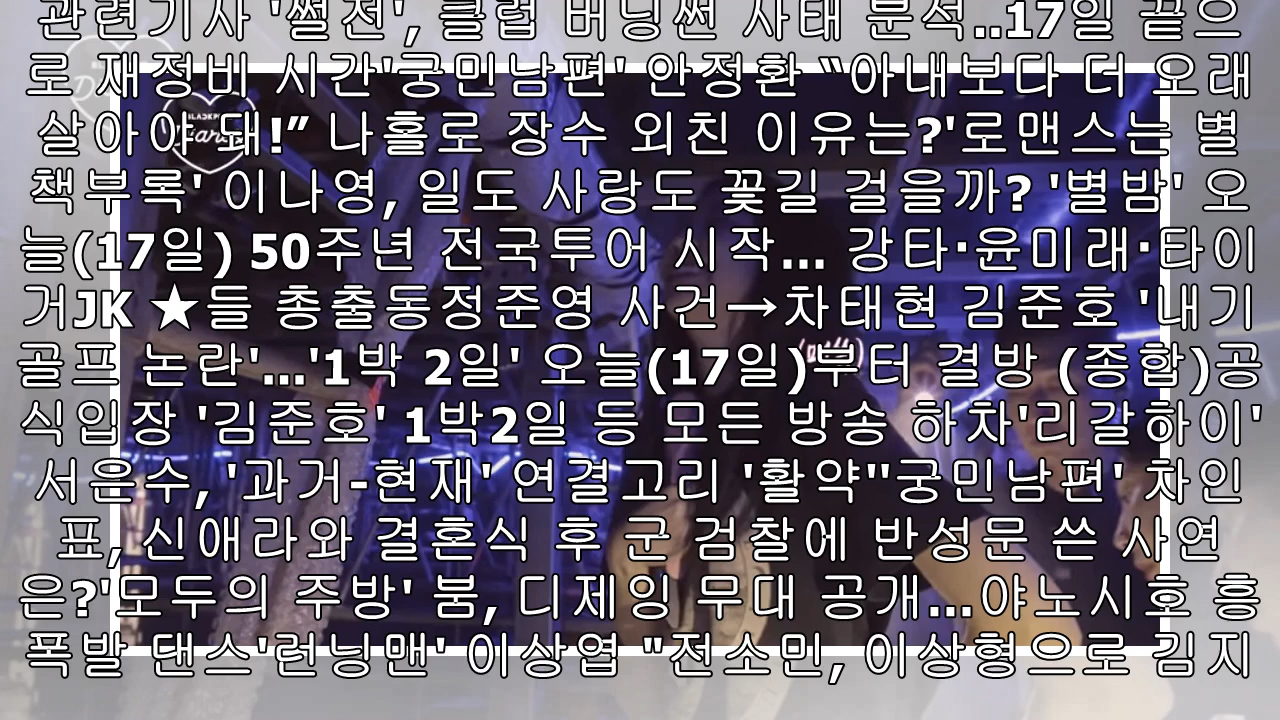 관련기사 '썰전', 클럽 버닝썬 사태 분석..17일 끝으
로 재정비 시간'궁민남편' 안정환 “아내보다 더 오래
살아야 돼!” 나홀로 장수 외친 이유는?'로맨스는 별
책부록' 이나영, 일도 사랑도 꽃길 걸을까? '별밤' 오
늘(17일) 50주년 전국투어 시작... 강타·윤미래·타이
거JK ★들 총출동정준영 사건→차태현 김준호 '내기
골프 논란'...'1박 2일' 오늘(17일)부터 결방 (종합)공
식입장 '김준호' 1박2일 등 모든 방송 하차'리갈하이'
서은수, '과거-현재' 연결고리 '활약''궁민남편' 차인
표, 신애라와 결혼식 후 군 검찰에 반성문 쓴 사연
은?'모두의 주방' 붐, 디제잉 무대 공개...야노시호 흥
폭발 댄스'런닝맨' 이상엽 "전소민, 이상형으로 김지